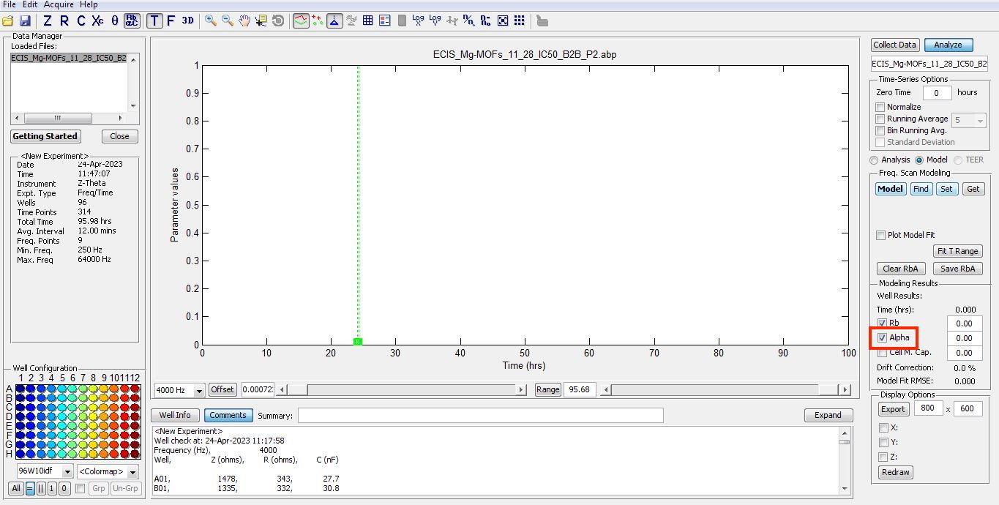 File Edit Acquire Help
Z R C Xc θ Rb αC T F 3D
Data Manager
Loaded Files:
ECIS_Mg-MOFs_11_28_IC50_B2
Getting Started Close
<New Experiment>
Date 24-Apr-2023
Time 11:47:07
Instrument Z-Theta
Expt. Type Freq/Time
Wells 96
Time Points 314
Total Time 95.98 hrs
Avg. Interval 12.00 mins
Freq. Points 9
Min. Freq. 250 Hz
Max. Freq 64000 Hz
Well Configuration
1 2 3 4 5 6 7 8 9 10 11 12
A
B
C
D
E
F
G
H
96W10idf <Colormap>
All = || 1 0 Grp Un-Grp
ECIS_Mg-MOFs_11_28_IC50_B2B_P2.abp
1
0.9
0.8
0.7
0.6
0.5
0.4
0.3
0.2
0.1
0
Parameter values
0 10 20 30 40 50 60 70 80 90 100
Time (hrs)
4000 Hz Offset 0.00072 Range 95.68
Well Info Comments Summary: Expand
<New Experiment>
Well check at: 24-Apr-2023 11:17:58
Frequency (Hz), 4000
Well, Z (ohms), R (ohms), C (nF)
A01, 1478, 343, 27.7
B01, 1335, 332, 30.8
Collect Data Analyze
ECIS_Mg-MOFs_11_28_IC50_B2
Time-Series Options
Zero Time 0 hours
Normalize
Running Average 5
Bin Running Avg.
Standard Deviation
Analysis Model TEER
Freq. Scan Modeling
Model Find Set Get
Plot Model Fit
Fit T Range
Clear RbA Save RbA
Modeling Results
Well Results:
Time (hrs): 0.000
Rb 0.00
Alpha 0.00
Cell M. Cap. 0.00
Drift Correction: 0.0 %
Model Fit RMSE: 0.000
Display Options
Export 800 x 600
X:
Y:
Z:
Redraw